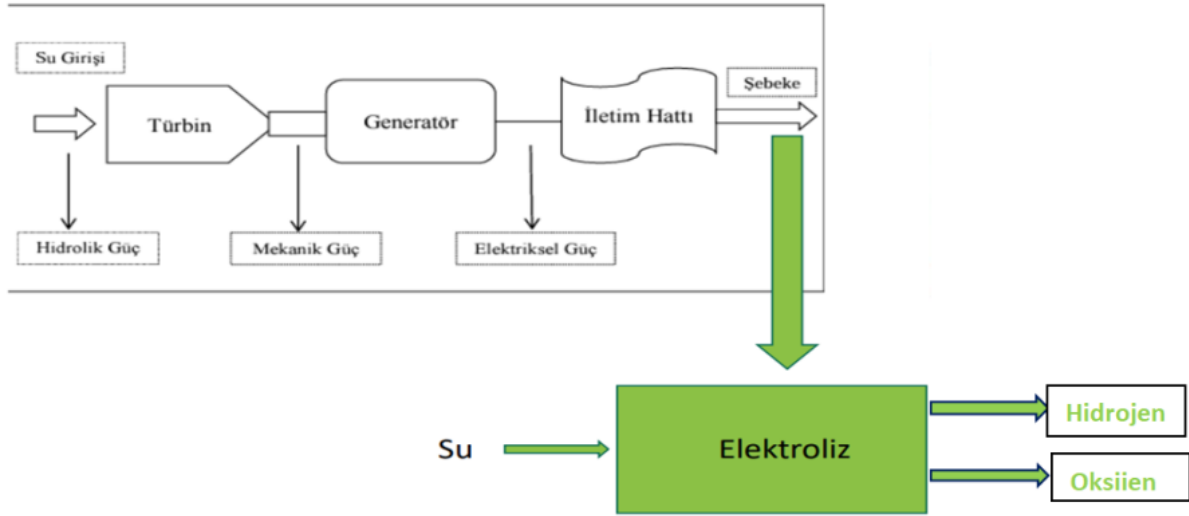 Su Girişi
Türbin
Generatör
İletim Hattı
Şebeke
Hidrolik Güç
Mekanik Güç
Elektriksel Güç
Su
Elektroliz
Hidrojen
Oksiien